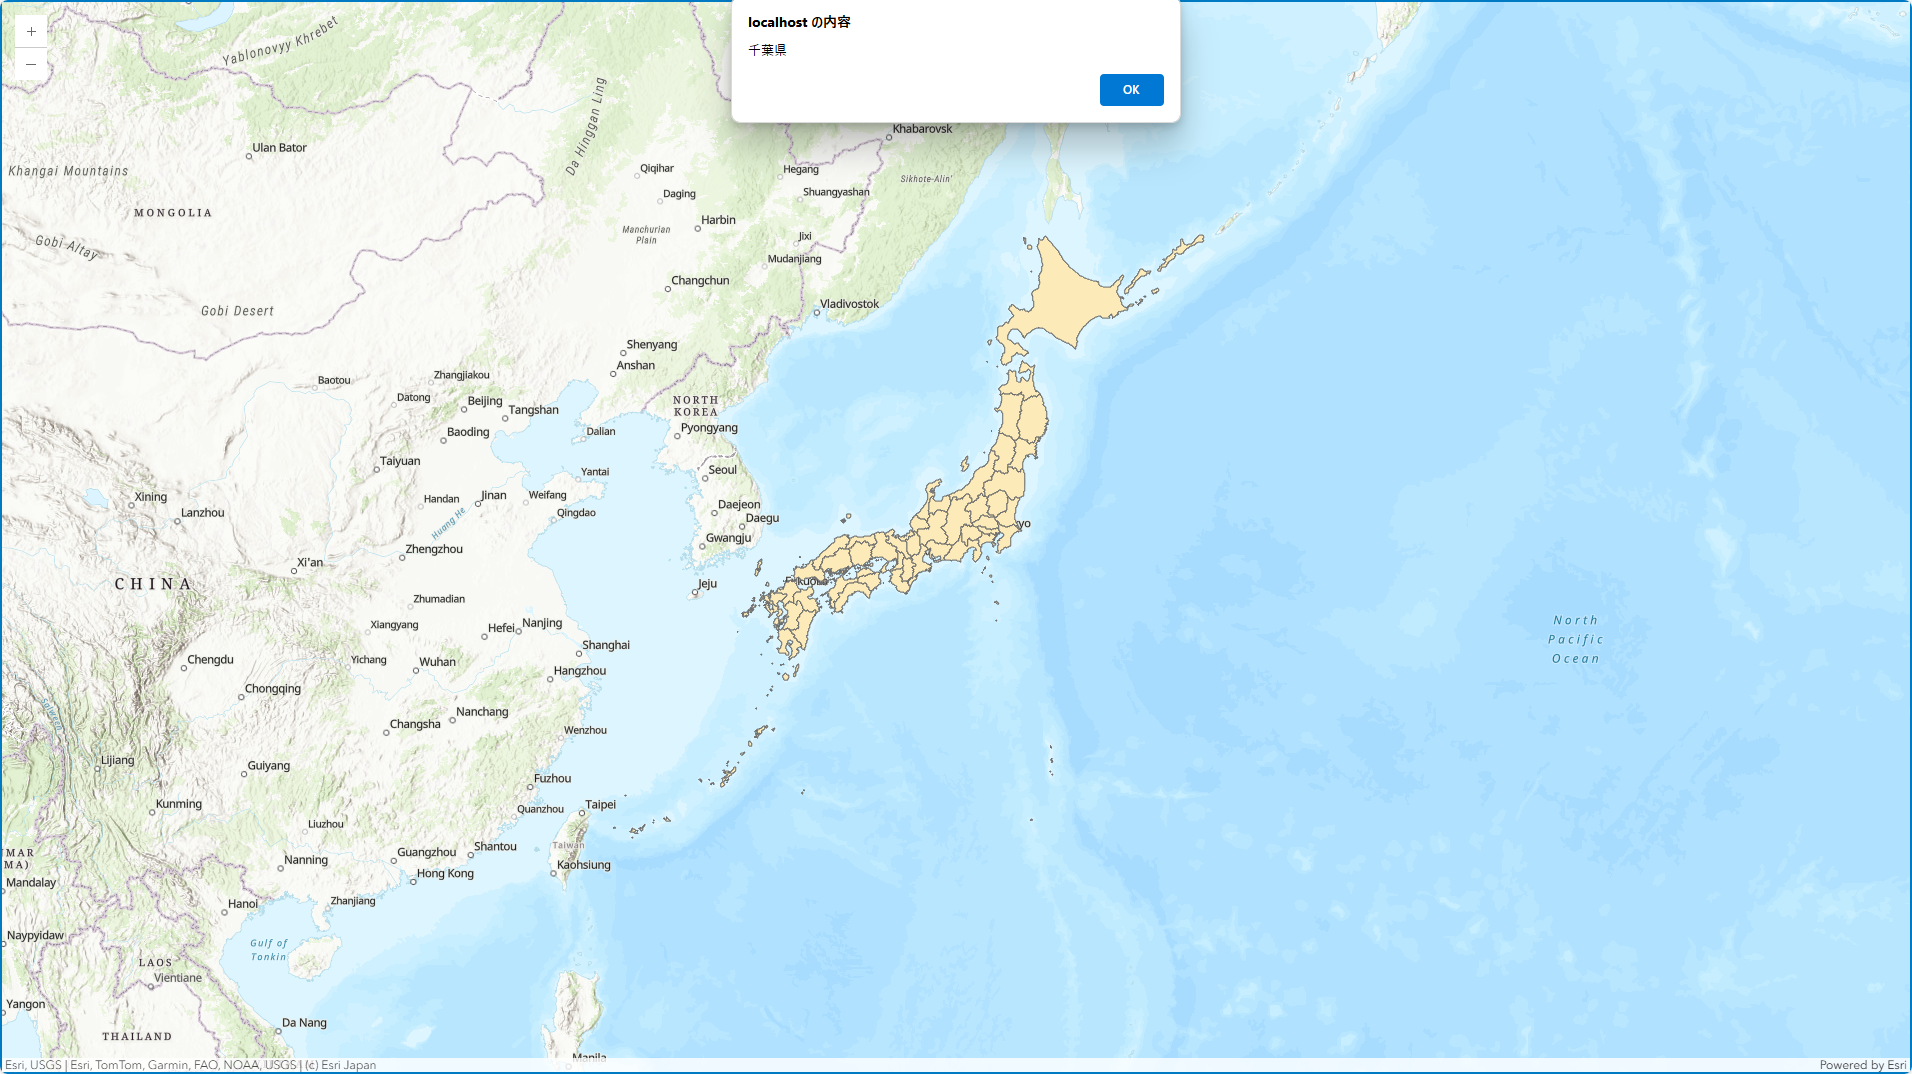 localhost の内容
千葉県
OK
+
−
Yablonovyy Khrebet
Da Hinggan Ling
Khabarovsk
Ulan Bator
Khangai Mountains
Qiqihar
Hegang
Sikhote-Alin'
Daqing
Shuangyashan
MONGOLIA
Harbin
Manchurian
Plain
Jixi
Gobi Altay
Mudanjiang
Changchun
Vladivostok
Gobi Desert
Shenyang
Anshan
Zhangjiakou
Baotou
Datong
Beijing
Tangshan
NORTH
KOREA
Pyongyang
Baoding
Dalian
Taiyuan
Seoul
Yantai
Xining
Handan
Jinan
Weifang
Lanzhou
Huang He
Qingdao
Daejeon
Daegu
yo
Gwangju
Zhengzhou
Xi'an
CHINA
Jeju
Zhumadian
Xiangyang
Hefei
Nanjing
North
Pacific
Ocean
Shanghai
Chengdu
Yichang
Wuhan
Hangzhou
Chongqing
Salween
Nanchang
Changsha
Wenzhou
Lijiang
Guiyang
Fuzhou
Kunming
Quanzhou
Taipei
Liuzhou
Taiwan
MAR
MA)
Nanning
Guangzhou
Shantou
Kaohsiung
Hong Kong
Mandalay
Hanoi
Zhanjiang
Naypyidaw
Gulf of
Tonkin
LAOS
Vientiane
Yangon
Da Nang
THAILAND
Manila
Esri, USGS | Esri, TomTom, Garmin, FAO, NOAA, USGS | (c) Esri Japan
Powered by Esri